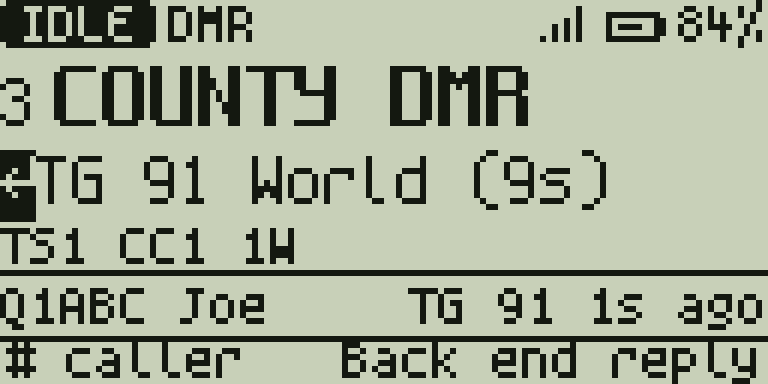 IDLE DMR 84%
3 COUNTY DMR
TG 91 World (9s)
TS1 CC1 1W
Q1ABC Joe TG 91 1s ago
# caller Back end reply